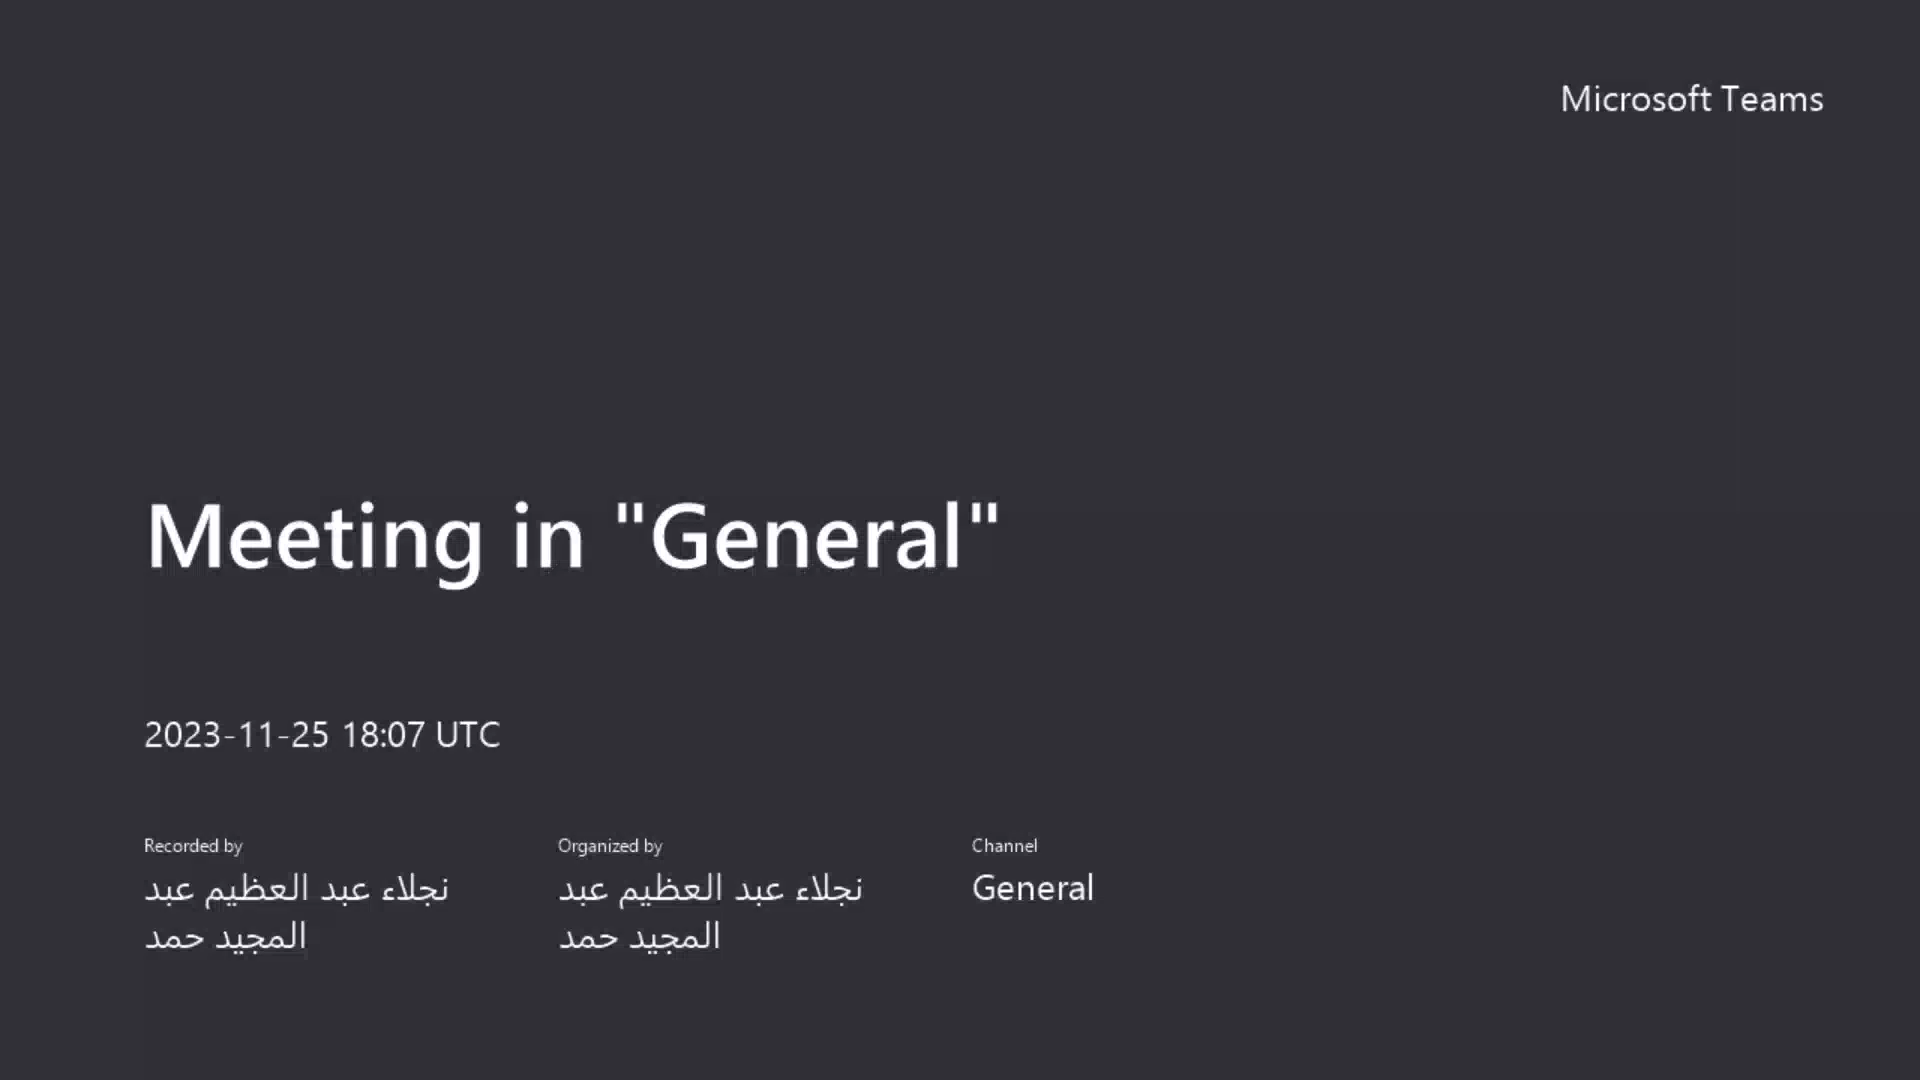 Microsoft Teams
Meeting in "General"
2023-11-25 18:07 UTC
Recorded by
نجلاء عبد العظيم عبد
المجيد حمد
Organized by
نجلاء عبد العظيم عبد
المجيد حمد
Channel
General